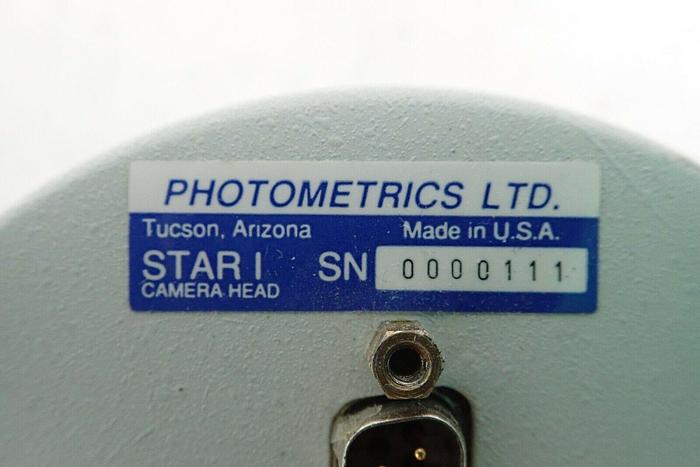 PHOTOMETRICS LTD.
Tucson, Arizona Made in U.S.A.
STAR I SN 0000111
CAMERA HEAD